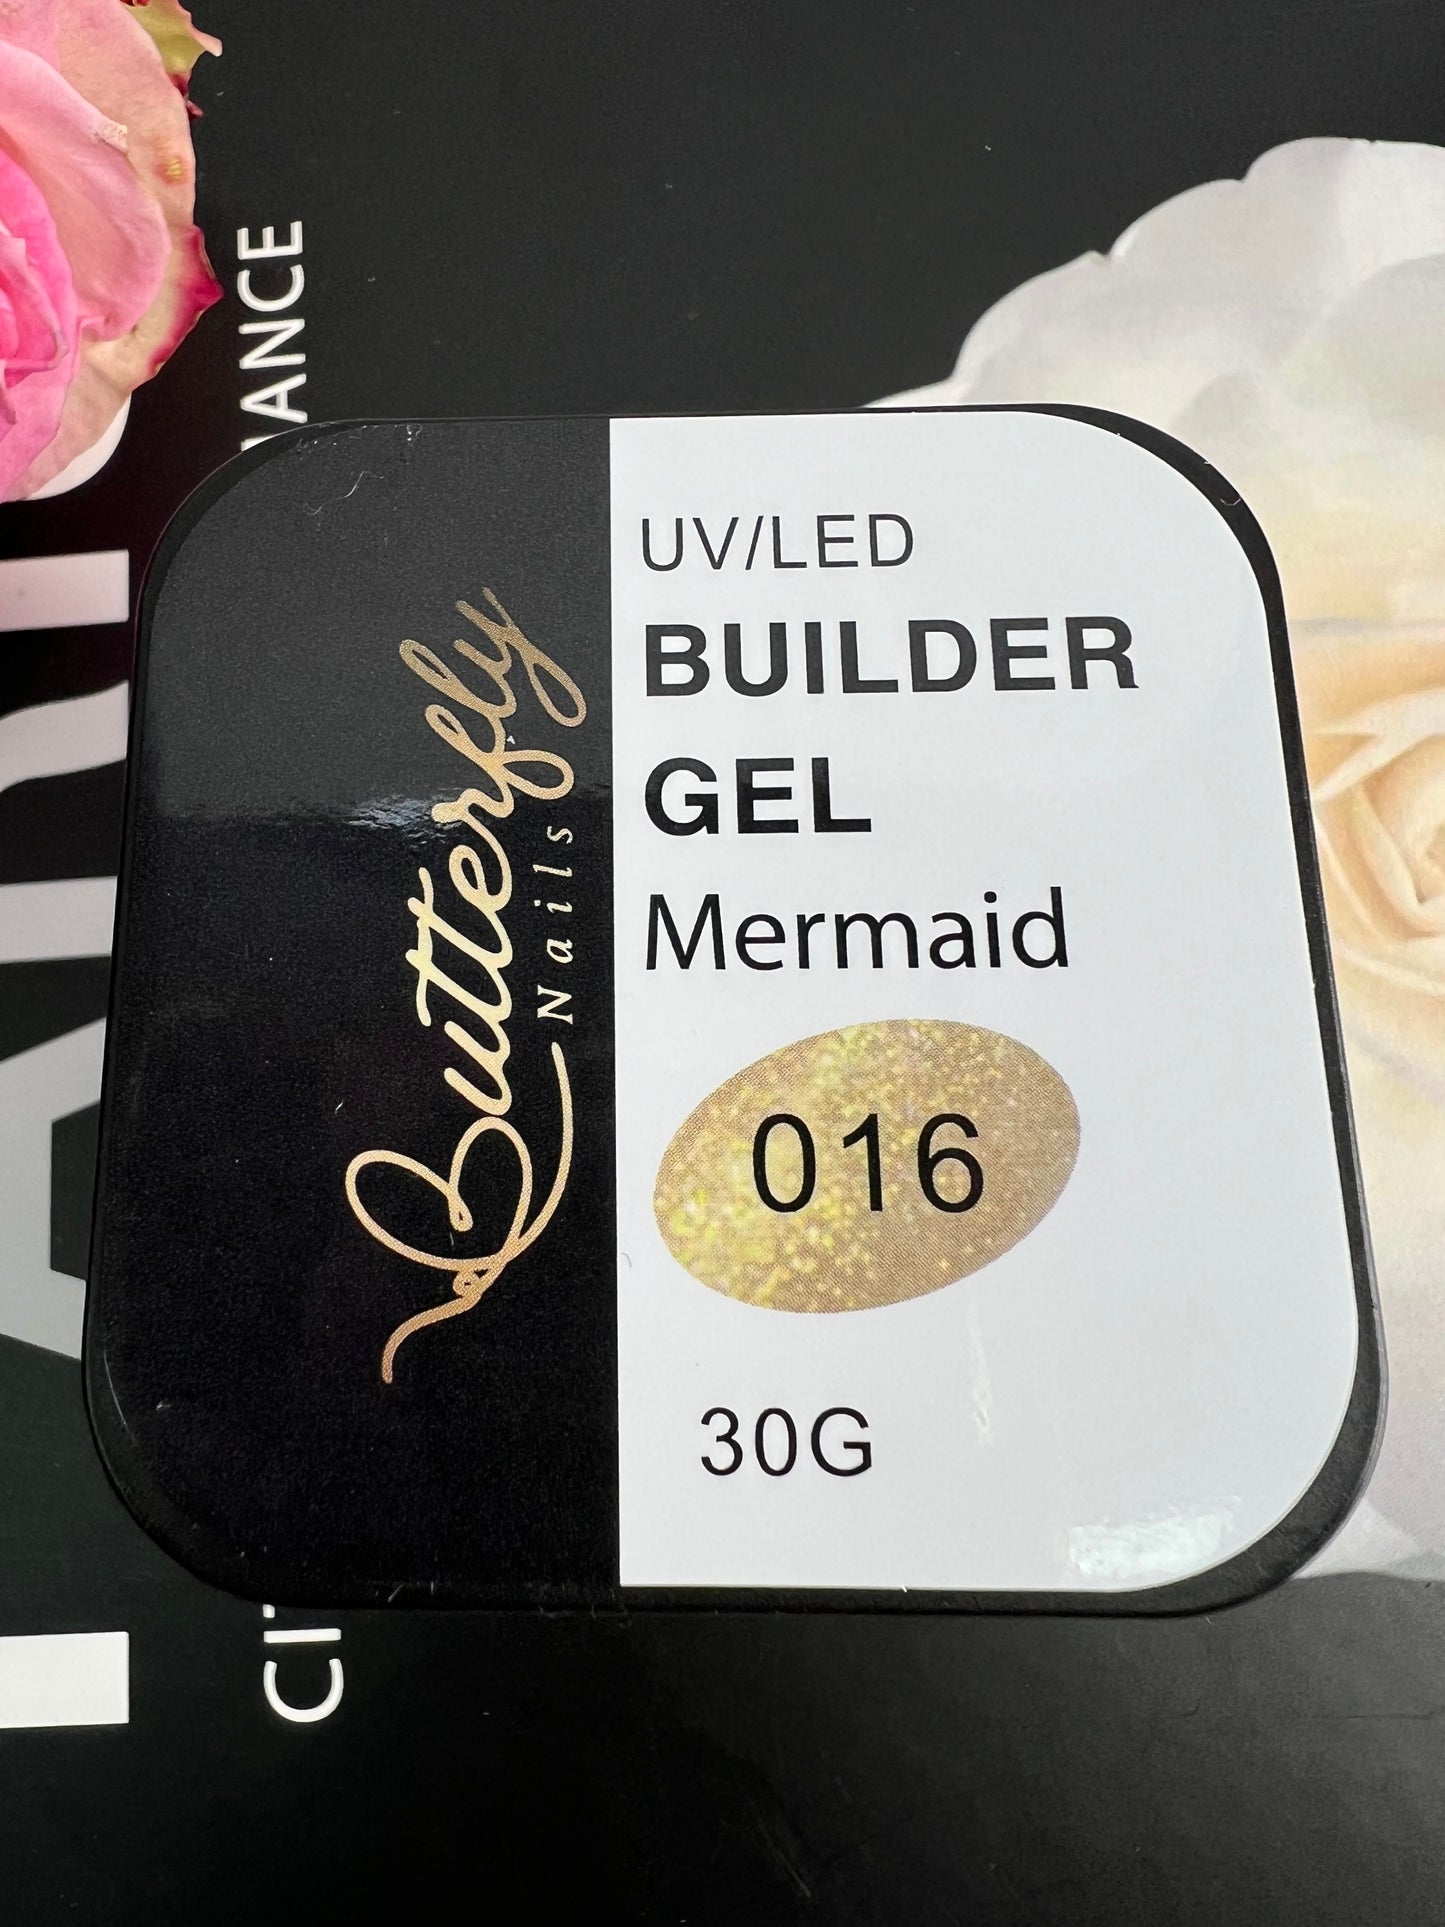 Butterfly
Nails
UV/LED
BUILDER
GEL
Mermaid
016
30G